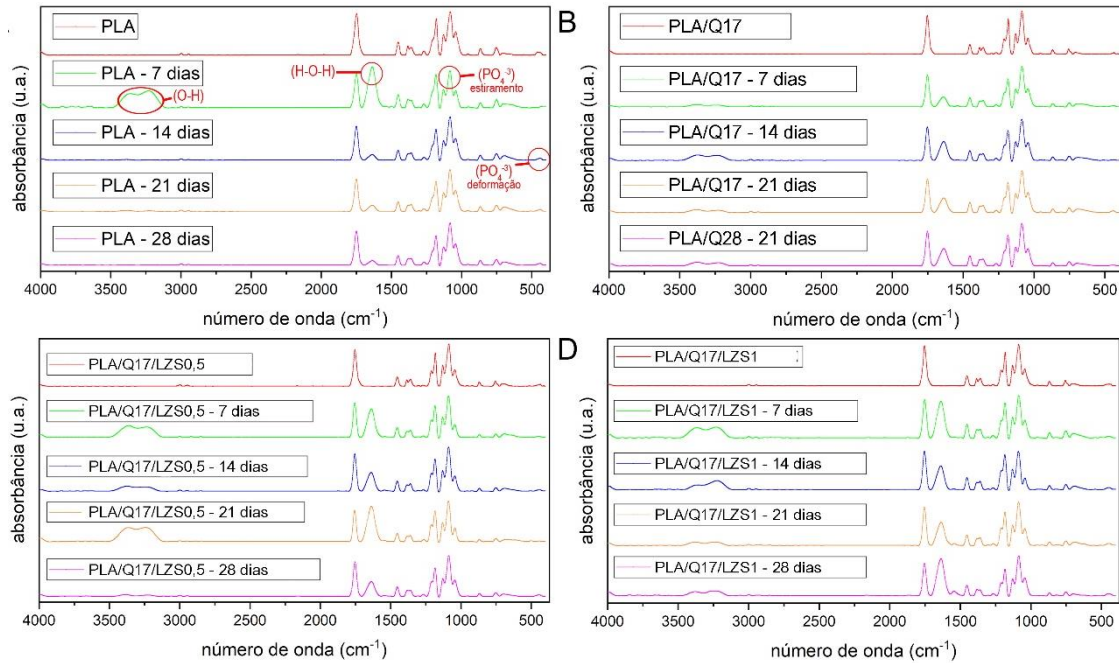 PLA
PLA - 7 dias
(O-H)
(H-O-H)
(PO4-3)
estiramento
PLA - 14 dias
(PO4-3)
deformação
PLA - 21 dias
PLA - 28 dias
absorbância (u.a.)
4000 3500 3000 2500 2000 1500 1000 500
número de onda (cm-1)
B
PLA/Q17
PLA/Q17 - 7 dias
PLA/Q17 - 14 dias
PLA/Q17 - 21 dias
PLA/Q28 - 21 dias
absorbância (u.a.)
4000 3500 3000 2500 2000 1500 1000 500
número de onda (cm-1)
PLA/Q17/LZS0,5
PLA/Q17/LZS0,5 - 7 dias
PLA/Q17/LZS0,5 - 14 dias
PLA/Q17/LZS0,5 - 21 dias
PLA/Q17/LZS0,5 - 28 dias
absorbância (u.a.)
4000 3500 3000 2500 2000 1500 1000 500
número de onda (cm-1)
D
PLA/Q17/LZS1
PLA/Q17/LZS1 - 7 dias
PLA/Q17/LZS1 - 14 dias
PLA/Q17/LZS1 - 21 dias
PLA/Q17/LZS1 - 28 dias
absorbância (u.a.)
4000 3500 3000 2500 2000 1500 1000 500
número de onda (cm-1)